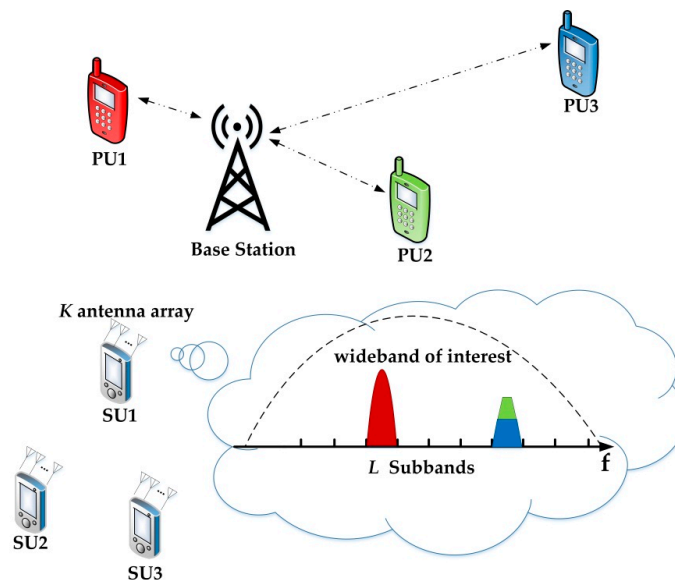 PU3
PU1
Base Station
PU2
K antenna array
wideband of interest
SU1
L Subbands
f
SU2
SU3